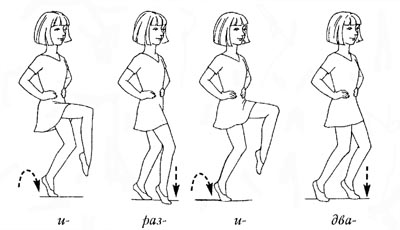 и- раз- и- два-